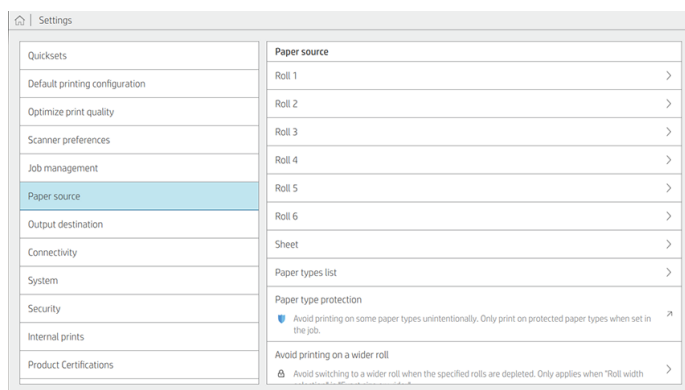 Settings
Quicksets
Default printing configuration
Optimize print quality
Scanner preferences
Job management
Paper source
Output destination
Connectivity
System
Security
Internal prints
Product Certifications
Paper source
Roll 1
Roll 2
Roll 3
Roll 4
Roll 5
Roll 6
Sheet
Paper types list
Paper type protection
Avoid printing on some paper types unintentionally. Only print on protected paper types when set in
the job.
Avoid printing on a wider roll
Avoid switching to a wider roll when the specified rolls are depleted. Only applies when "Roll width